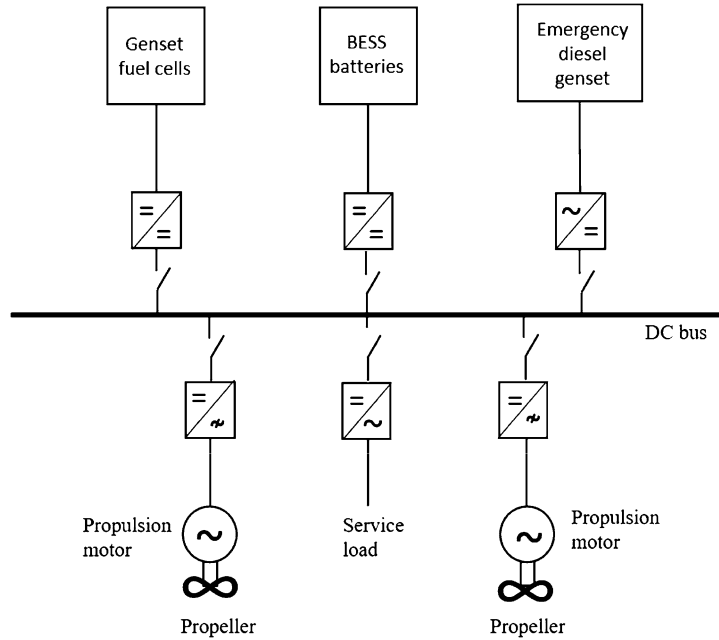 Genset
fuel cells
BESS
batteries
Emergency
diesel
genset
DC bus
Propulsion
motor
Service
load
Propulsion
motor
Propeller
Propeller